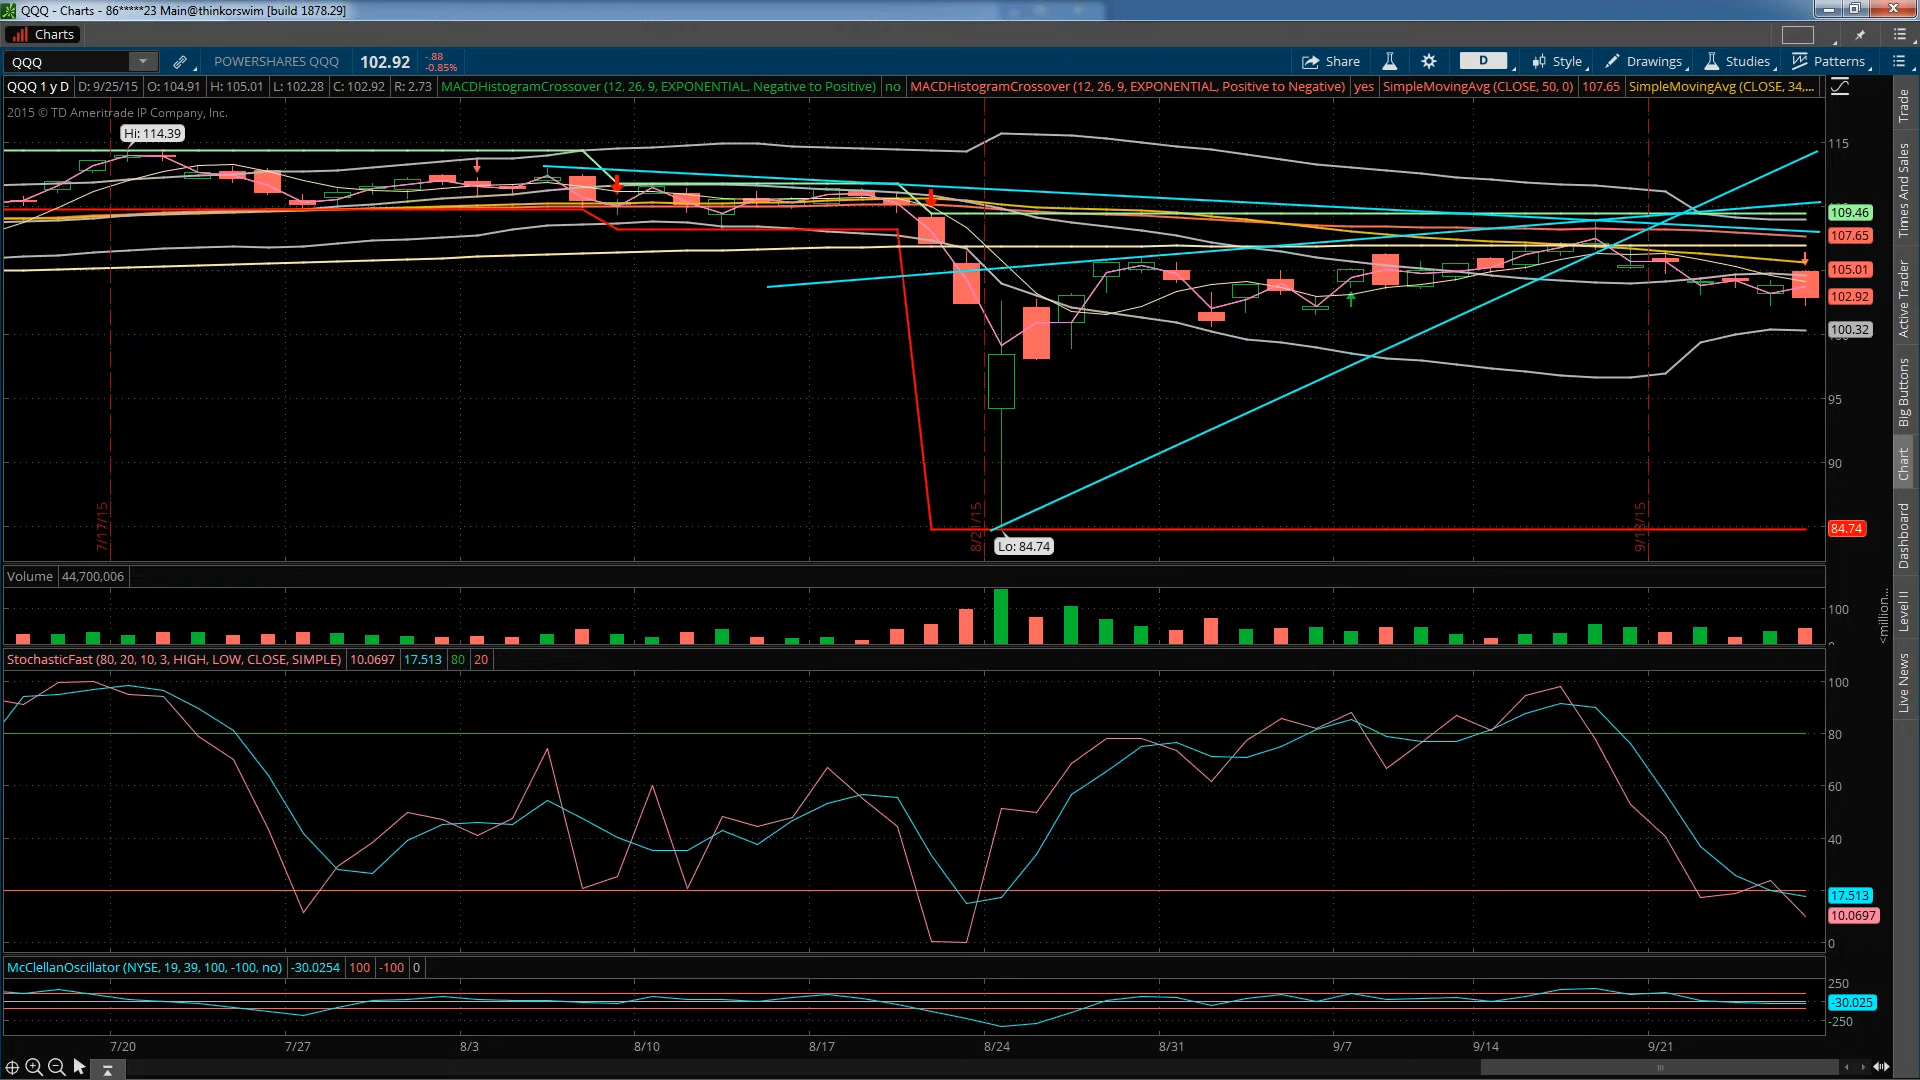 QQQ - Charts - 86*****23 Main@thinkorswim [build 1878.29]
Charts
QQQ POWERSHARES QQQ 102.92 -.88 -0.85% Share D Style Drawings Studies Patterns
QQQ 1 y D D: 9/25/15 O: 104.91 H: 105.01 L: 102.28 C: 102.92 R: 2.73 MACDHistogramCrossover (12, 26, 9, EXPONENTIAL, Negative to Positive) no MACDHistogramCrossover (12, 26, 9, EXPONENTIAL, Positive to Negative) yes SimpleMovingAvg (CLOSE, 50, 0) 107.65 SimpleMovingAvg (CLOSE, 34,...
2015 © TD Ameritrade IP Company, Inc.
Hi: 114.39
115
109.46
107.65
105.01
102.92
100.32
95
90
84.74
7/17/15
8/21/15
Lo: 84.74
Volume 44,700,006
100
<million...
StochasticFast (80, 20, 10, 3, HIGH, LOW, CLOSE, SIMPLE) 10.0697 17.513 80 20
100
80
60
40
17.513
10.0697
0
McClellanOscillator (NYSE, 19, 39, 100, -100, no) -30.0254 100 -100 0
250
-30.025
-250
7/20 7/27 8/3 8/10 8/17 8/24 8/31 9/7 9/14 9/21
Trade
Times And Sales
Active Trader
Big Buttons
Chart
Dashboard
Level II
Live News